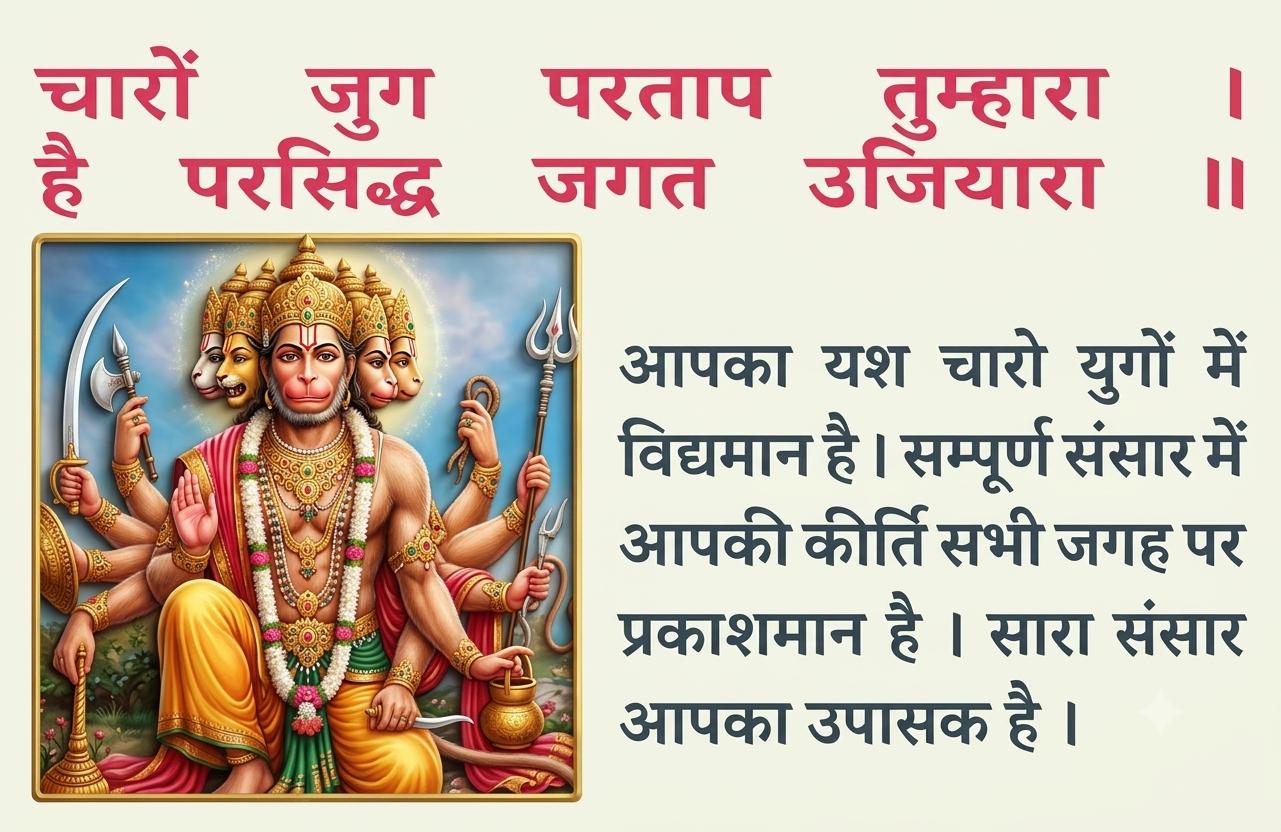 चारों जुग परताप तुम्हारा ।
है परसिद्ध जगत उजियारा ॥
आपका यश चारो युगों में
विद्यमान है । सम्पूर्ण संसार में
आपकी कीर्ति सभी जगह पर
प्रकाशमान है । सारा संसार
आपका उपासक है ।